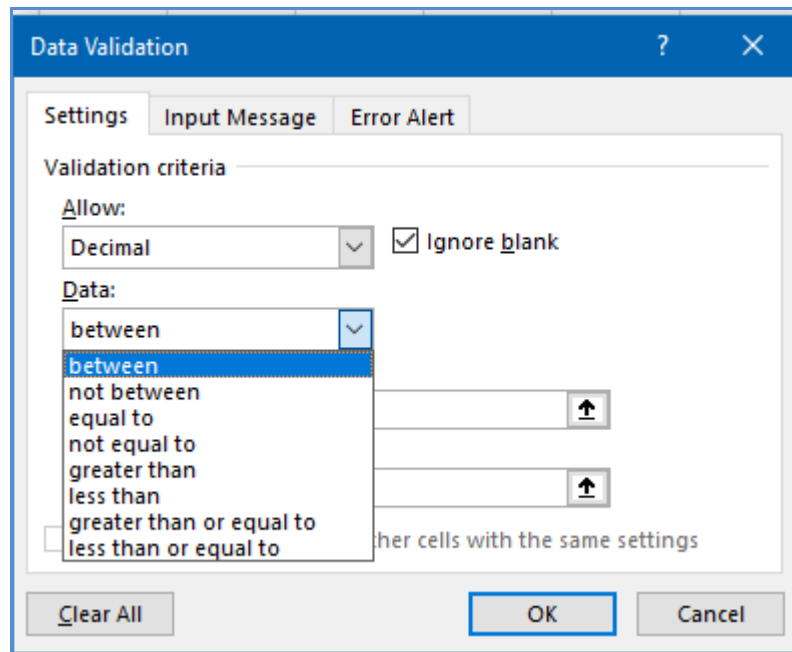 Data Validation ?
Settings Input Message Error Alert
Validation criteria
Allow:
Decimal Ignore blank
Data:
between
between
not between
equal to
not equal to
greater than
less than
greater than or equal to
less than or equal to
her cells with the same settings
Clear All OK Cancel